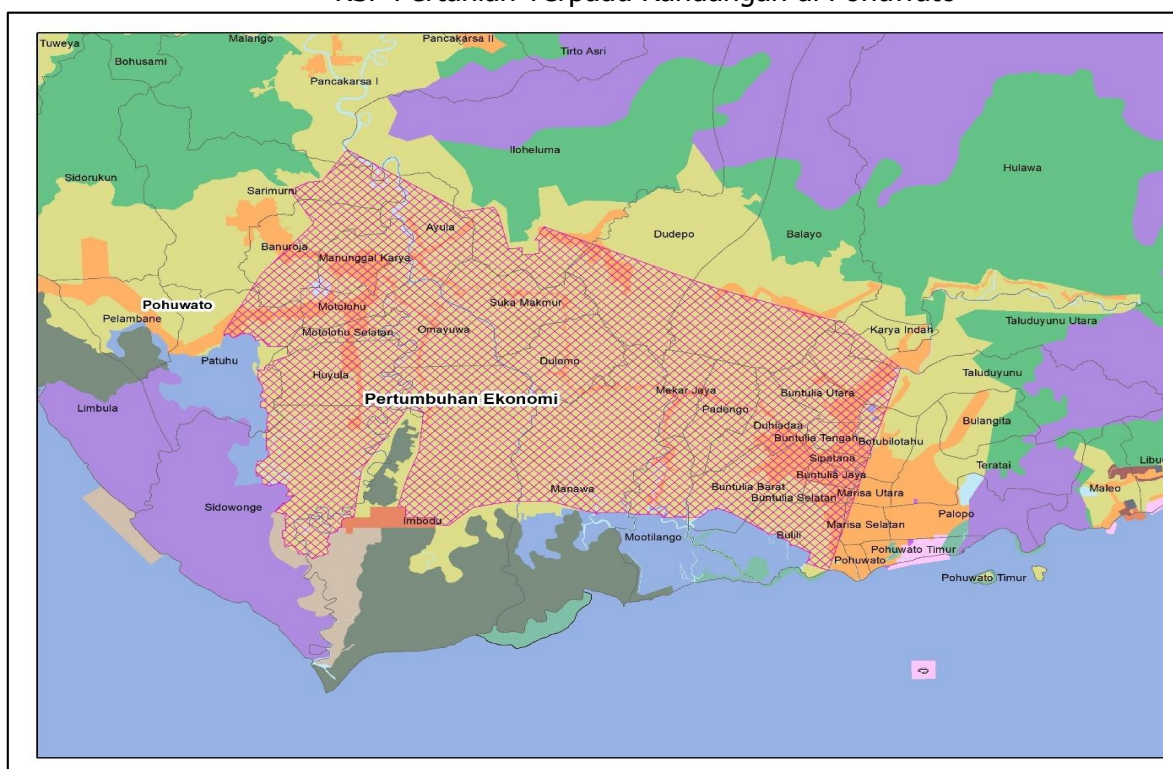 KSP Pertanian Terpadu Randangan di Pohuwato
Tuweya
Malango
Pancakarsa II
Tirto Asri
Bohusami
Pancakarsa I
Iloheluma
Hulawa
Sidorukun
Sarimurni
Ayula
Dudepo
Balayo
Banuroja
Manunggal Karya
Pohuwato
Motolohu
Suka Makmur
Pelambane
Taluduyunu Utara
Motolohu Selatan
Omayuwa
Karya Indah
Patuhu
Dulomo
Huyula
Taluduyunu
Mekar Jaya
Buntulia Utara
Pertumbuhan Ekonomi
Limbula
Padengo
Duhiadaa
Bulangita
Buntulia Tengah
Botubilotahu
Sipatana
Teratai
Libuo
Buntulia Jaya
Buntulia Barat
Manawa
Maleo
Marisa Utara
Buntulia Selatan
Sidowonge
Palopo
Imbodu
Marisa Selatan
Mootilango
Bulili
Pohuwato Timur
Pohuwato
Pohuwato Timur